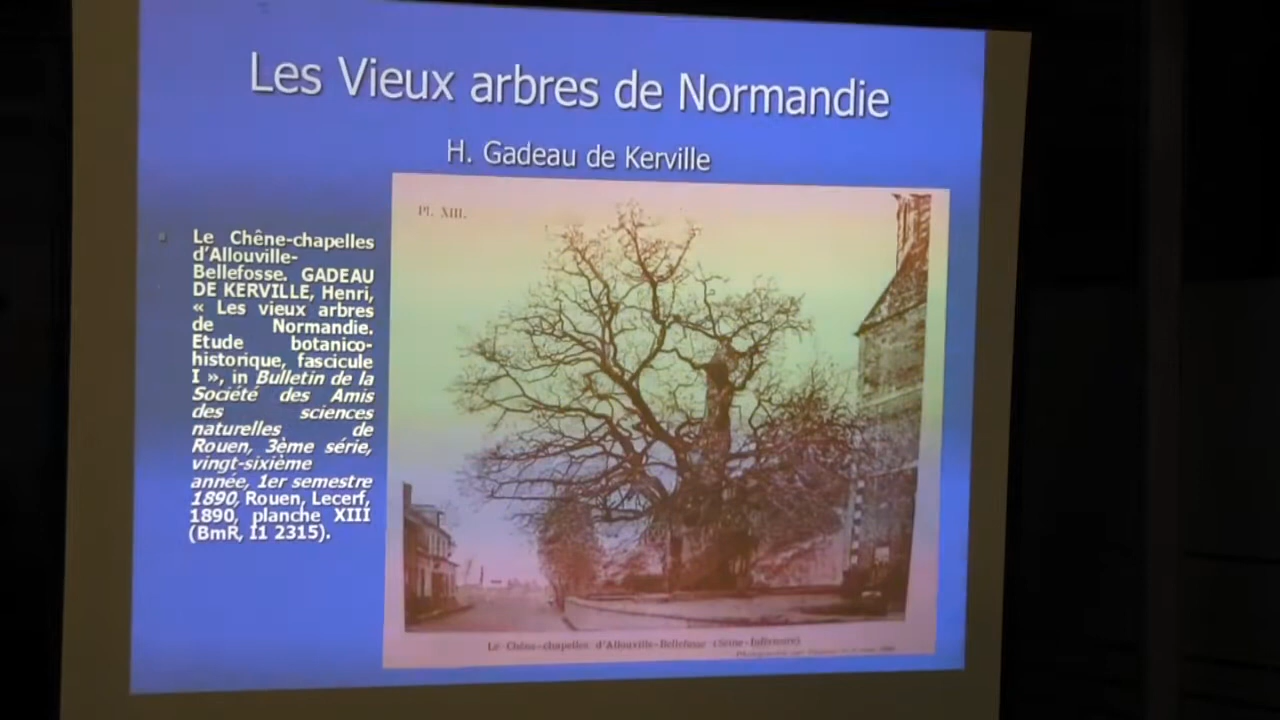 Les Vieux arbres de Normandie
H. Gadeau de Kerville
Le Chêne-chapelles
d'Allouville-
Bellefosse. GADEAU
DE KERVILLE, Henri,
« Les vieux arbres
de Normandie.
Etude botanico-
historique, fascicule
I », in Bulletin de la
Société des Amis
des sciences
naturelles de
Rouen, 3ème série,
vingt-sixième
année, 1er semestre
1890, Rouen, Lecerf,
1890, planche XIII
(BmR, I1 2315).
Pl. XIII.
Le Chêne-chapelles d'Allouville-Bellefosse (Seine-Inférieure)